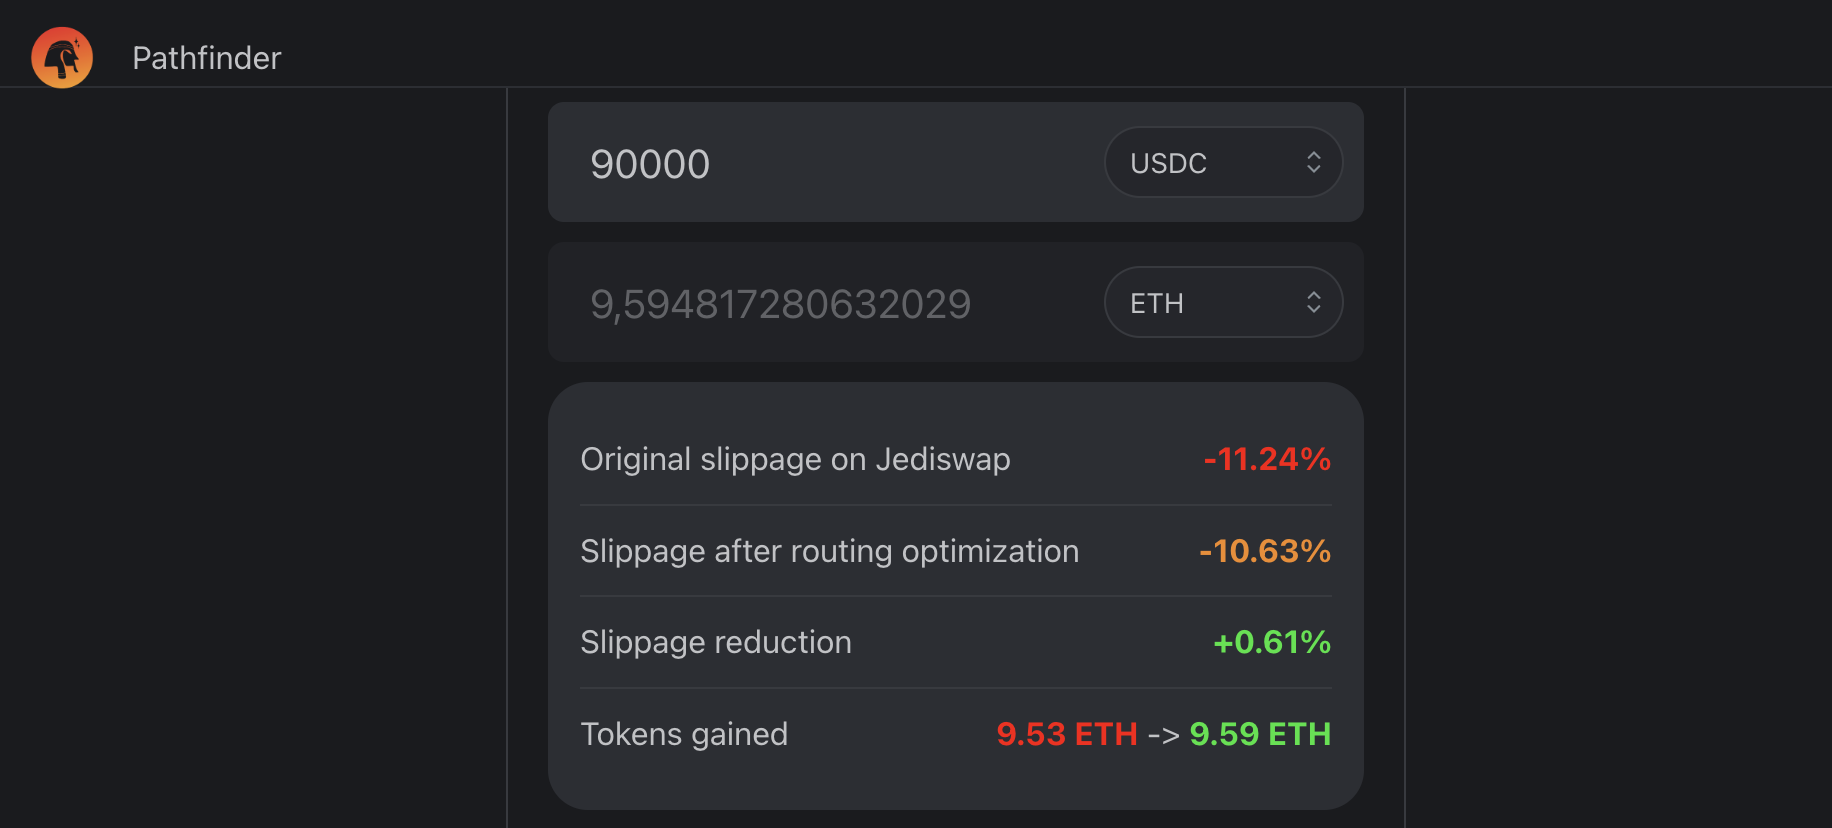 Pathfinder
90000 USDC
9,594817280632029 ETH
Original slippage on Jediswap -11.24%
Slippage after routing optimization -10.63%
Slippage reduction +0.61%
Tokens gained 9.53 ETH -> 9.59 ETH